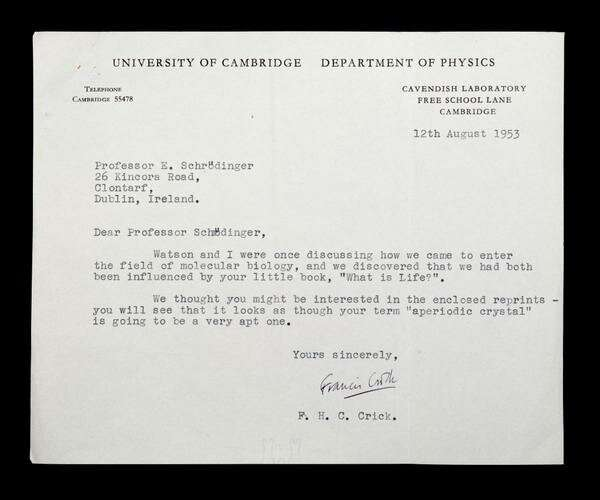 UNIVERSITY OF CAMBRIDGE DEPARTMENT OF PHYSICS
TELEPHONE
CAMBRIDGE 55478
CAVENDISH LABORATORY
FREE SCHOOL LANE
CAMBRIDGE
12th August 1953
Professor E. Schrödinger
26 Kincora Road,
Clontarf,
Dublin, Ireland.
Dear Professor Schrödinger,
Watson and I were once discussing how we came to enter
the field of molecular biology, and we discovered that we had both
been influenced by your little book, "What is Life?".
We thought you might be interested in the enclosed reprints -
you will see that it looks as though your term "aperiodic crystal"
is going to be a very apt one.
Yours sincerely,
Francis Crick
F. H. C. Crick.